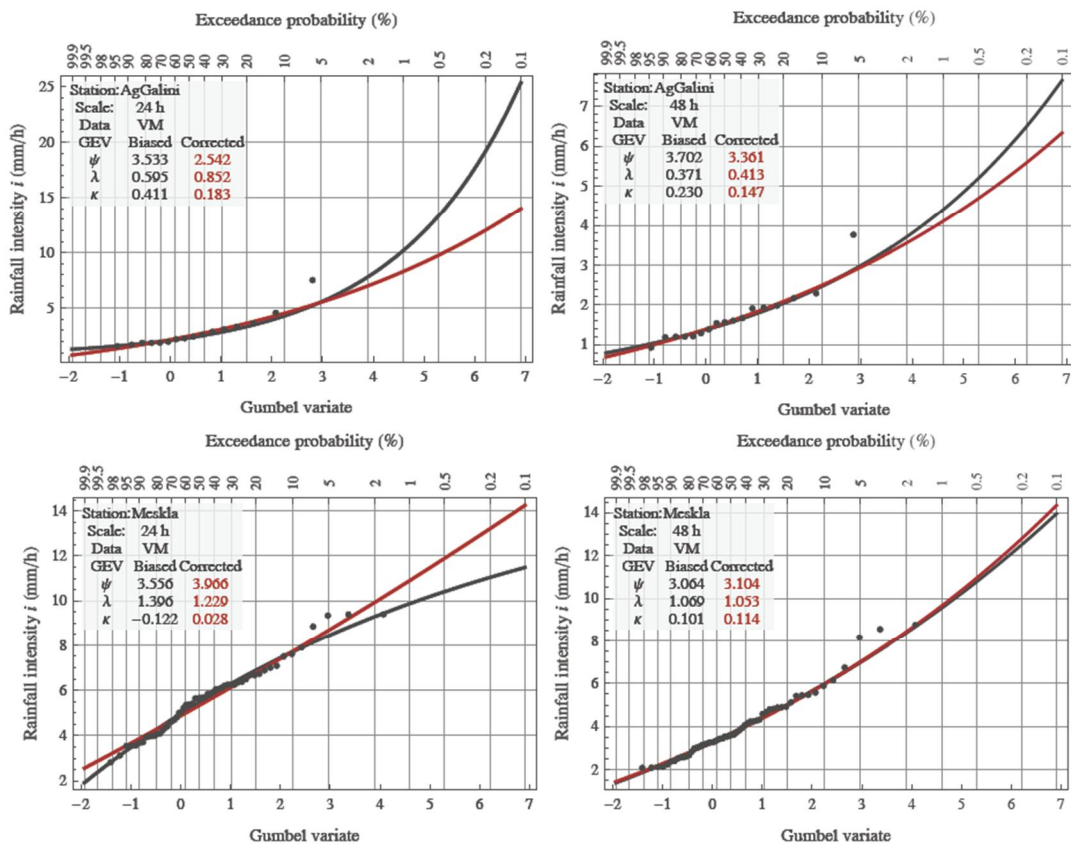 Exceedance probability (%)
99.9 99.5 98 95 90 80 70 60 50 40 30 20 10 5 2 1 0.5 0.2 0.1
Rainfall intensity i (mm/h)
25
20
15
10
5
Station: AgGalini
Scale: 24 h
Data VM
GEV Biased Corrected
ψ 3.533 2.542
λ 0.595 0.852
κ 0.411 0.183
−2 −1 0 1 2 3 4 5 6 7
Gumbel variate
Exceedance probability (%)
99.9 99.5 98 95 90 80 70 60 50 40 30 20 10 5 2 1 0.5 0.2 0.1
Rainfall intensity i (mm/h)
7
6
5
4
3
2
1
Station: AgGalini
Scale: 48 h
Data VM
GEV Biased Corrected
ψ 3.702 3.361
λ 0.371 0.413
κ 0.230 0.147
−2 −1 0 1 2 3 4 5 6 7
Gumbel variate
Exceedance probability (%)
99.9 99.5 98 95 90 80 70 60 50 40 30 20 10 5 2 1 0.5 0.2 0.1
Rainfall intensity i (mm/h)
14
12
10
8
6
4
2
Station: Meskla
Scale: 24 h
Data VM
GEV Biased Corrected
ψ 3.556 3.966
λ 1.396 1.229
κ −0.122 0.028
−2 −1 0 1 2 3 4 5 6 7
Gumbel variate
Exceedance probability (%)
99.9 99.5 98 95 90 80 70 60 50 40 30 20 10 5 2 1 0.5 0.2 0.1
Rainfall intensity i (mm/h)
14
12
10
8
6
4
2
Station: Meskla
Scale: 48 h
Data VM
GEV Biased Corrected
ψ 3.064 3.104
λ 1.069 1.053
κ 0.101 0.114
−2 −1 0 1 2 3 4 5 6 7
Gumbel variate